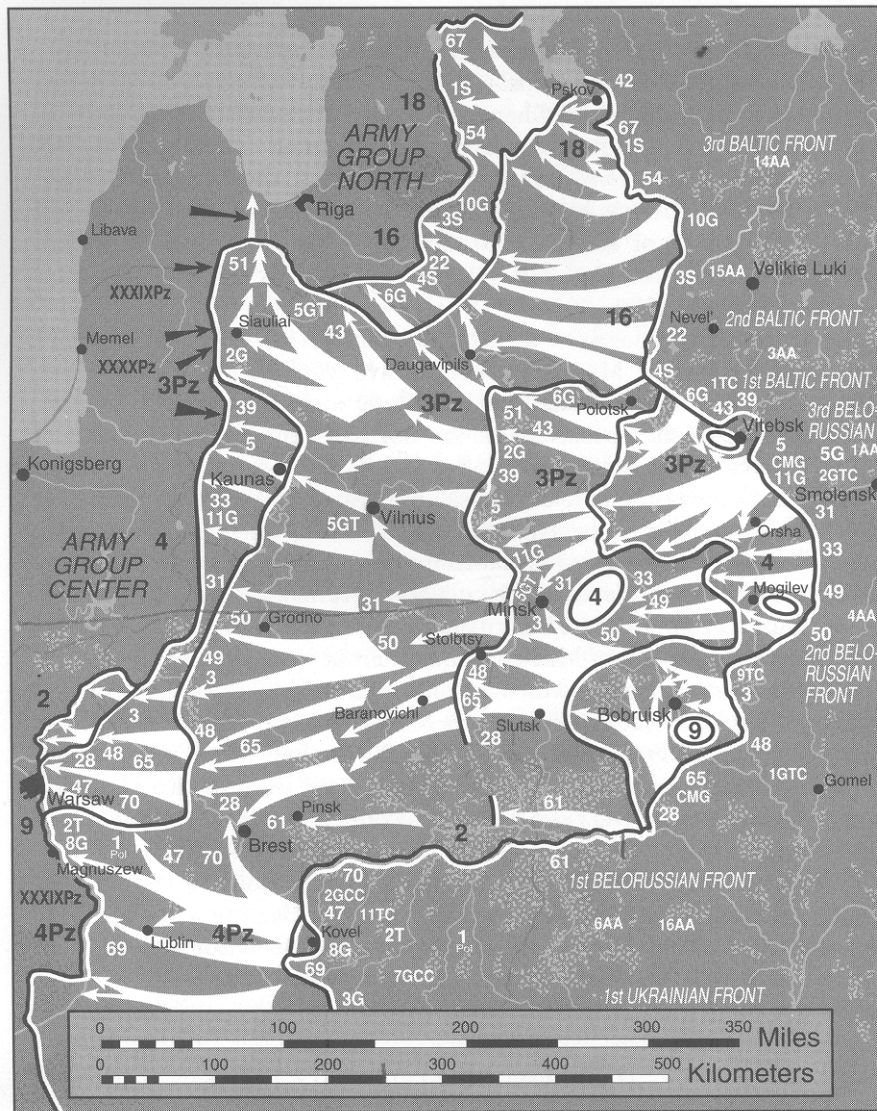 67
42
Pskov
1S
18
67
1S
ARMY
GROUP
NORTH
54
18
3RD BALTIC FRONT
14AA
54
10G
3S
10G
Riga
16
Libava
22
4S
51
3S
15AA
Velikie Luki
XXXIXPz
5GT
6G
43
16
Siauliai
Nevel'
2nd BALTIC FRONT
22
Memel
2G
Daugavipils
3AA
XXXXPz
3Pz
4S
1TC
1st BALTIC FRONT
6G
6G
Polotsk
43
39
39
3Pz
51
3rd BELO-
RUSSIAN
43
Vitebsk
5
2G
3Pz
3Pz
5
5G
1AA
Konigsberg
Kaunas
39
CMG
11G
2GTC
Smolensk
33
11G
Vilnius
5GT
5
31
Orsha
ARMY
GROUP
CENTER
4
11G
5GT
4
33
31
31
Minsk
31
4
33
49
Mogilev
49
3
4AA
50
Grodno
50
Stolbtsy
50
50
2nd BELO-
RUSSIAN
FRONT
49
3
48
9TC
3
2
3
Baranovichi
65
Bobruisk
48
65
Slutsk
9
28
48
65
28
48
47
Warsaw
70
28
Pinsk
61
65
CMG
1GTC
Gomel
9
2T
8G
1
Pol
61
Brest
2
28
Magnuszew
47
70
70
61
1st BELORUSSIAN FRONT
XXXIXPz
2GCC
47
11TC
6AA
16AA
4Pz
Lublin
4Pz
Kovel
2T
1
Pol
69
8G
69
7GCC
3G
1st UKRAINIAN FRONT
0 100 200 300 350 Miles
0 100 200 300 400 500 Kilometers